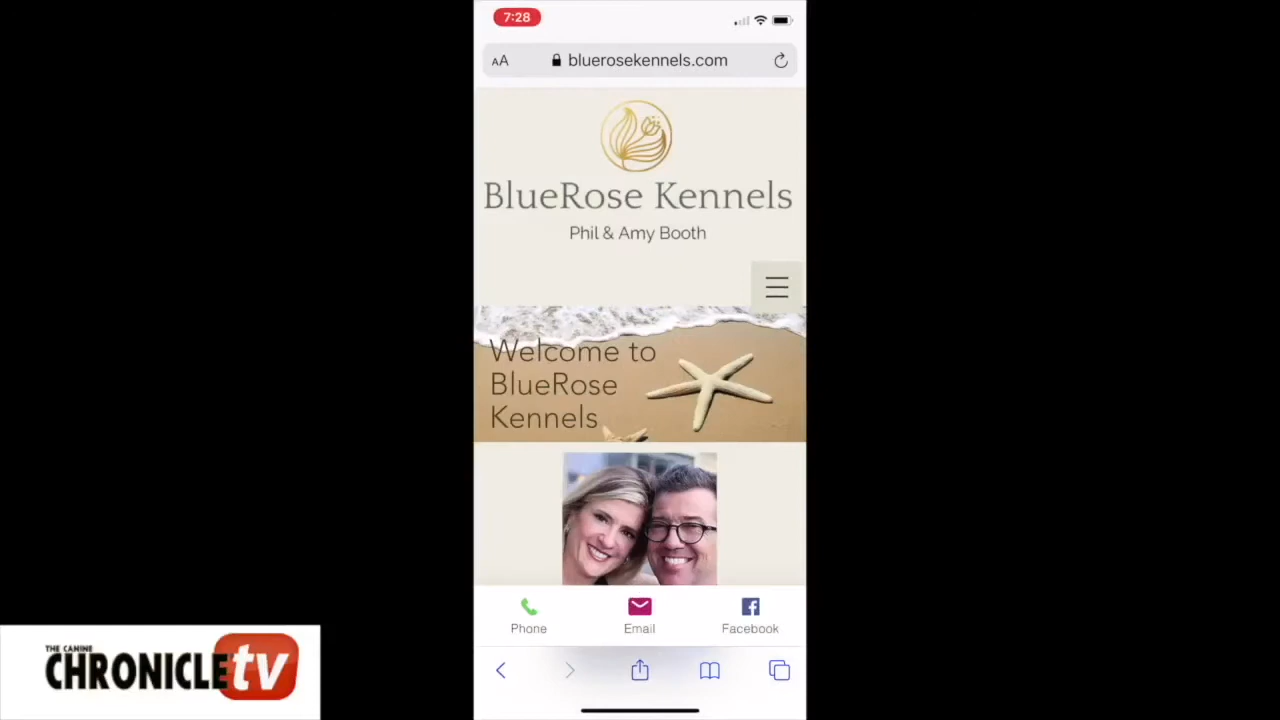 7:28
AA
bluerosekennels.com
BlueRose Kennels
Phil & Amy Booth
Welcome to
BlueRose
Kennels
Phone
Email
Facebook
THE CANINE
CHRONICLE tv